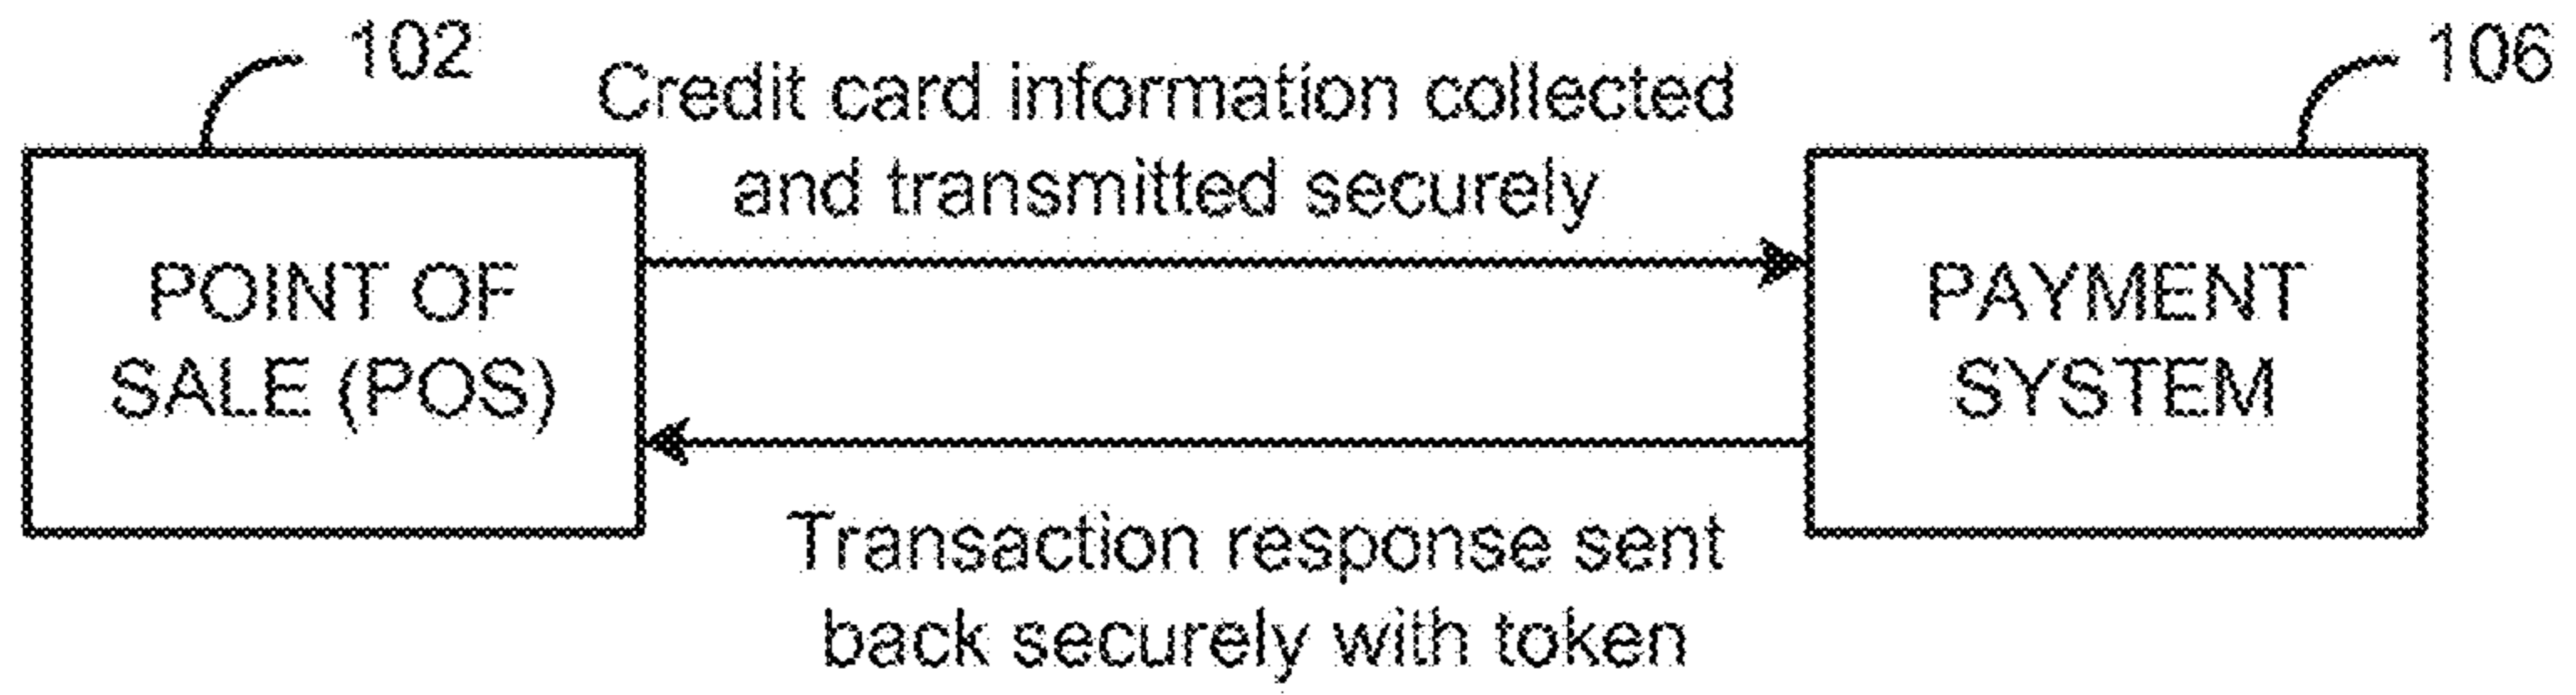 102
106
Credit card information collected
and transmitted securely
POINT OF
SALE (POS)
PAYMENT
SYSTEM
Transaction response sent
back securely with token